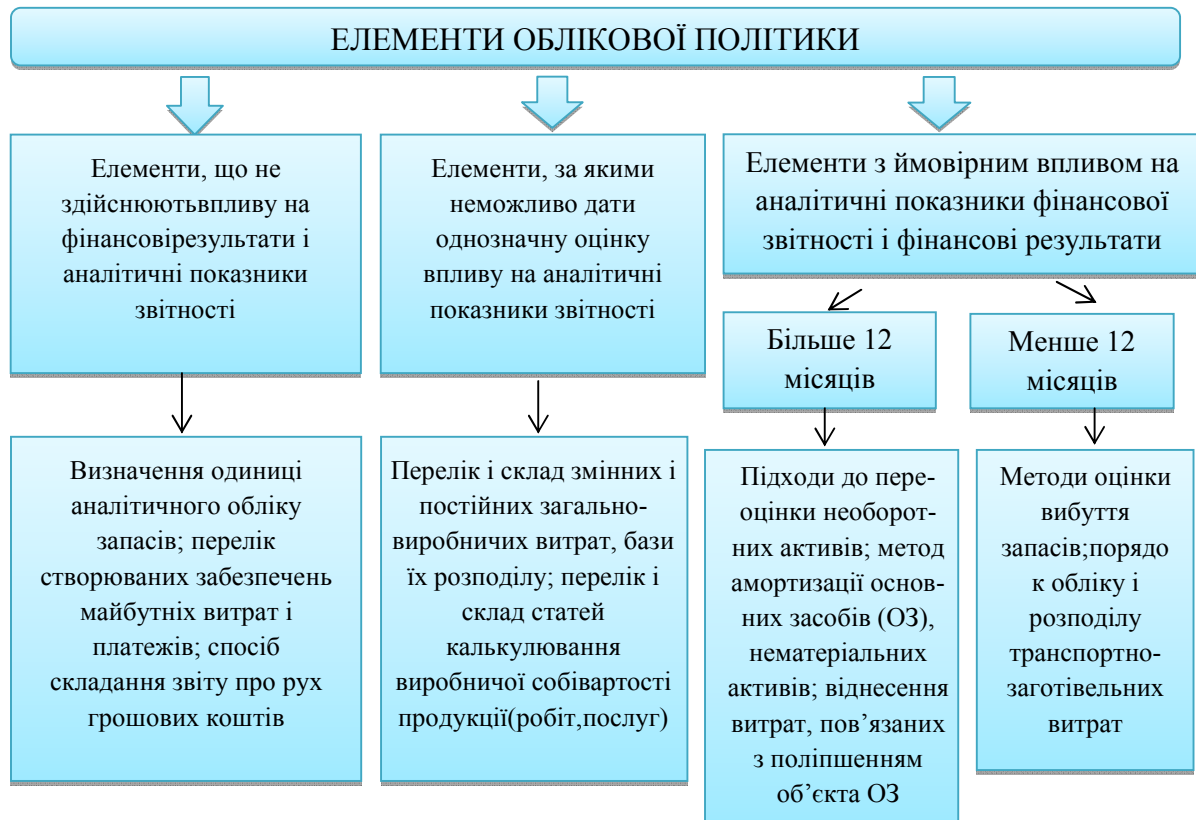 ЕЛЕМЕНТИ ОБЛІКОВОЇ ПОЛІТИКИ
Елементи, що не
здійснюютьвпливу на
фінансовірезультати і
аналітичні показники
звітності
Елементи, за якими
неможливо дати
однозначну оцінку
впливу на аналітичні
показники звітності
Елементи з ймовірним впливом на
аналітичні показники фінансової
звітності і фінансові результати
Більше 12
місяців
Менше 12
місяців
Визначення одиниці
аналітичного обліку
запасів; перелік
створюваних забезпечень
майбутніх витрат і
платежів; спосіб
складання звіту про рух
грошових коштів
Перелік і склад змінних і
постійних загально-
виробничих витрат, бази
їх розподілу; перелік і
склад статей
калькулювання
виробничої собівартості
продукції(робіт,послуг)
Підходи до пере-
оцінки необорот-
них активів; метод
амортизації основ-
них засобів (ОЗ),
нематеріальних
активів; віднесення
витрат, пов’язаних
з поліпшенням
об’єкта ОЗ
Методи оцінки
вибуття
запасів;порядо
к обліку і
розподілу
транспортно-
заготівельних
витрат